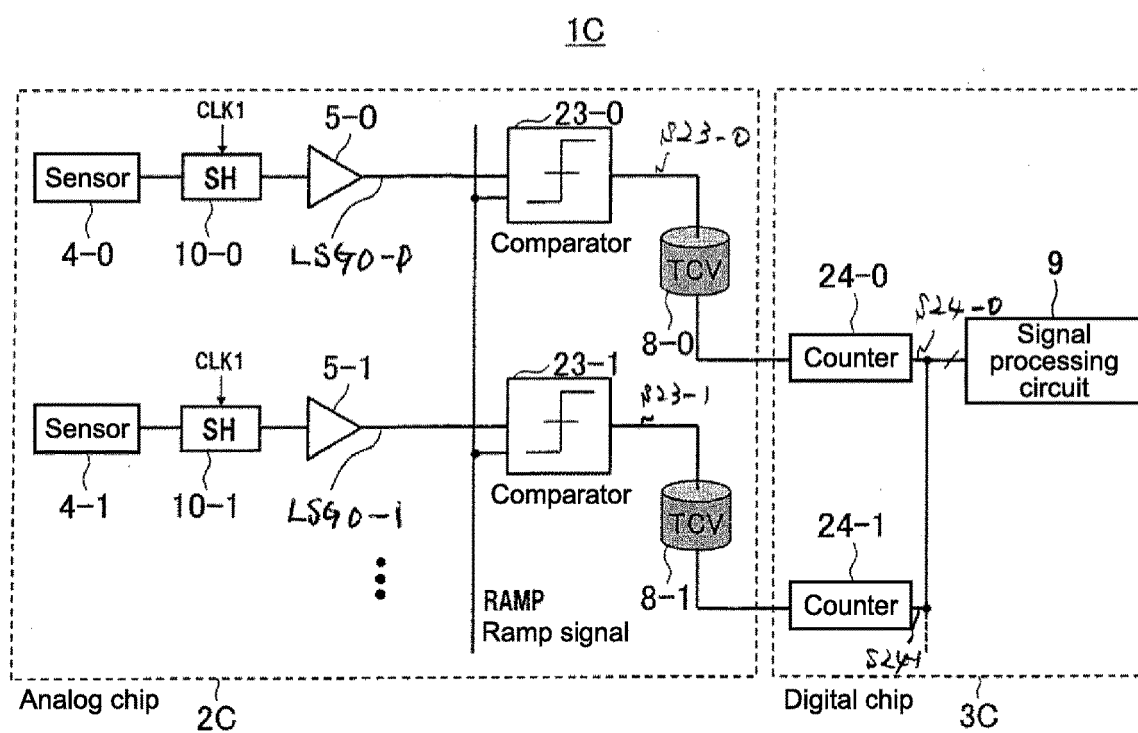 1C
CLK1
5-0
23-0
S23-0
Sensor
SH
4-0
10-0
LSGO-0
Comparator
TCV
8-0
24-0
S24-0
9
Counter
Signal
processing
circuit
CLK1
5-1
23-1
S23-1
Sensor
SH
4-1
10-1
LSGO-1
Comparator
TCV
8-1
24-1
Counter
S24-1
RAMP
Ramp signal
Analog chip
2C
Digital chip
3C